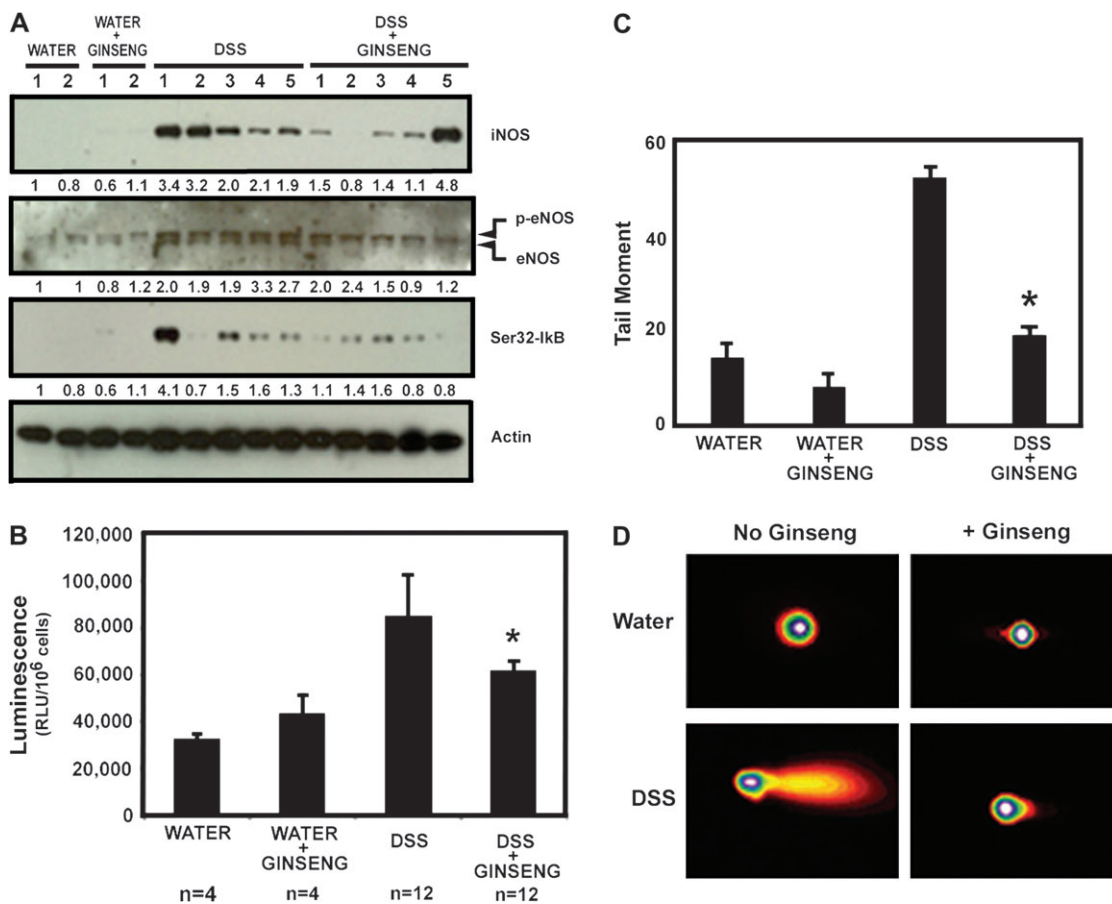 A
WATER WATER + GINSENG DSS DSS + GINSENG
1 2 1 2 1 2 3 4 5 1 2 3 4 5
iNOS
1 0.8 0.6 1.1 3.4 3.2 2.0 2.1 1.9 1.5 0.8 1.4 1.1 4.8
p-eNOS
eNOS
1 1 0.8 1.2 2.0 1.9 1.9 3.3 2.7 2.0 2.4 1.5 0.9 1.2
Ser32-IkB
1 0.8 0.6 1.1 4.1 0.7 1.5 1.6 1.3 1.1 1.4 1.6 0.8 0.8
Actin
B
Luminescence
(RLU/10⁶ cells)
120,000
100,000
80,000
60,000
40,000
20,000
0
*
WATER WATER + GINSENG DSS DSS + GINSENG
n=4 n=4 n=12 n=12
C
Tail Moment
60
40
20
0
*
WATER WATER + GINSENG DSS DSS + GINSENG
D
No Ginseng + Ginseng
Water
DSS